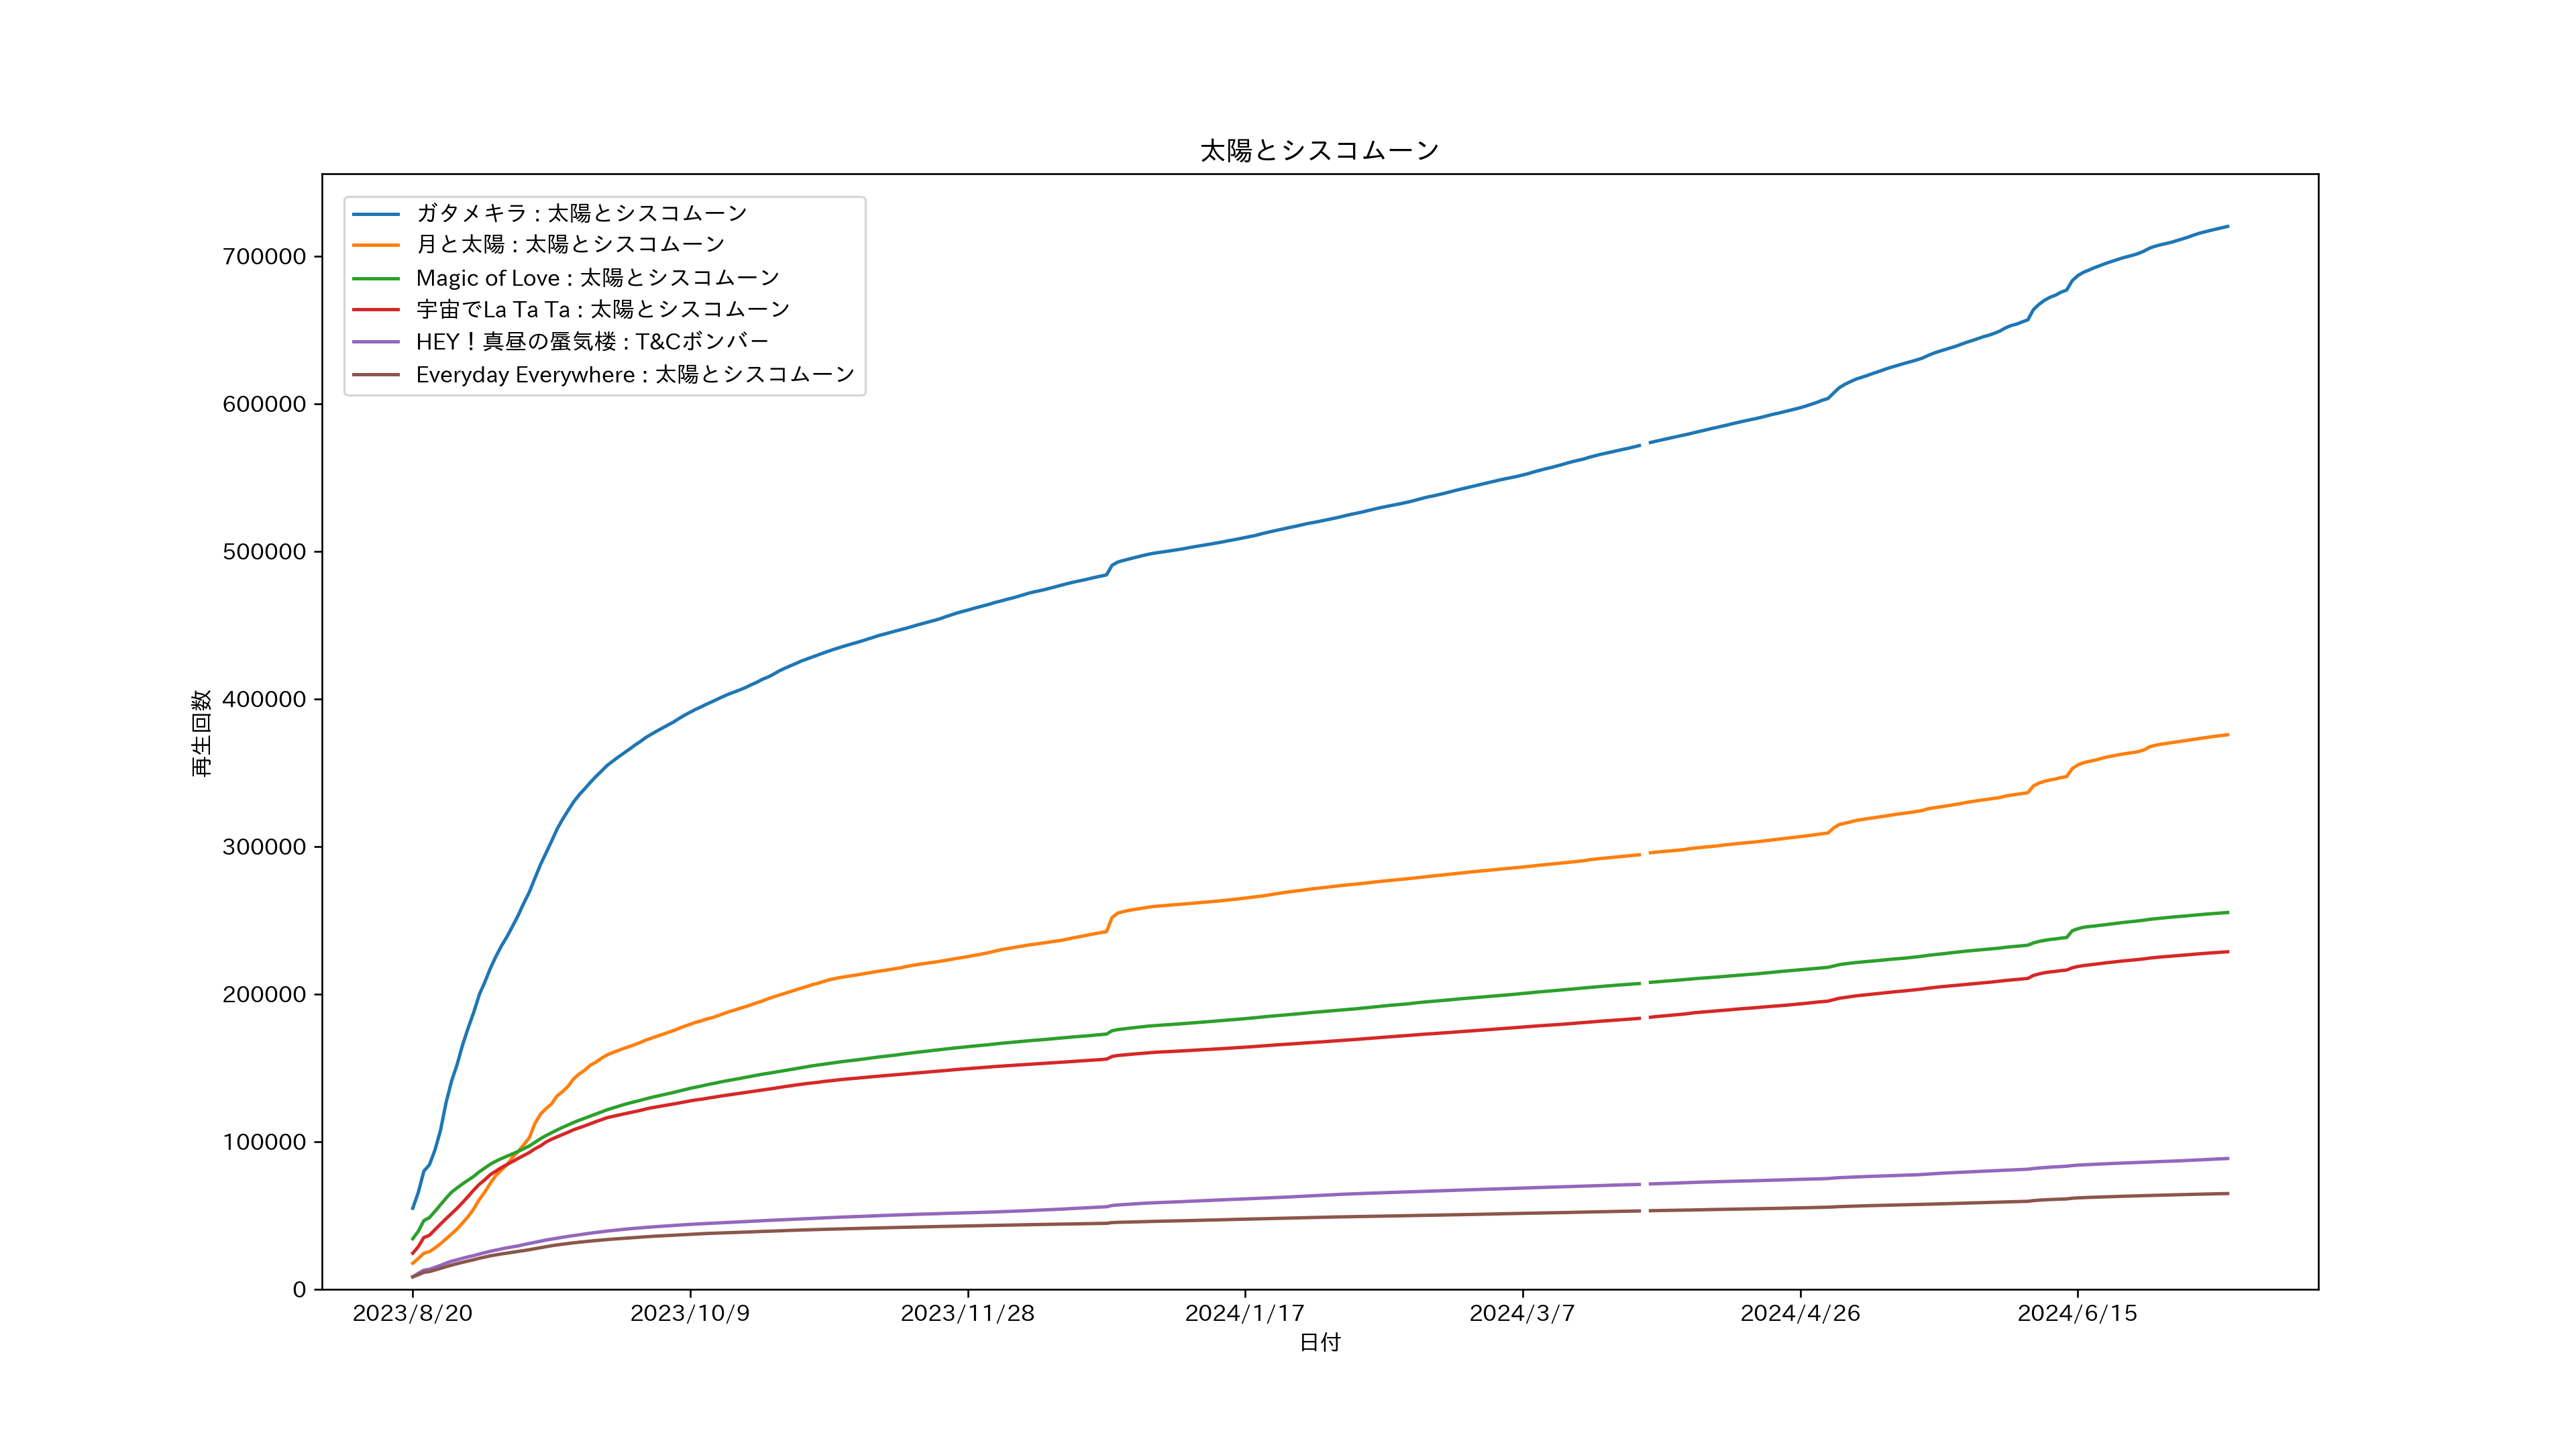 太陽とシスコムーン
ガタメキラ : 太陽とシスコムーン
月と太陽 : 太陽とシスコムーン
Magic of Love : 太陽とシスコムーン
宇宙でLa Ta Ta : 太陽とシスコムーン
HEY！真昼の蜃気楼 : T&Cボンバー
Everyday Everywhere : 太陽とシスコムーン
700000
600000
500000
400000
300000
200000
100000
0
再生回数
2023/8/20 2023/10/9 2023/11/28 2024/1/17 2024/3/7 2024/4/26 2024/6/15
日付